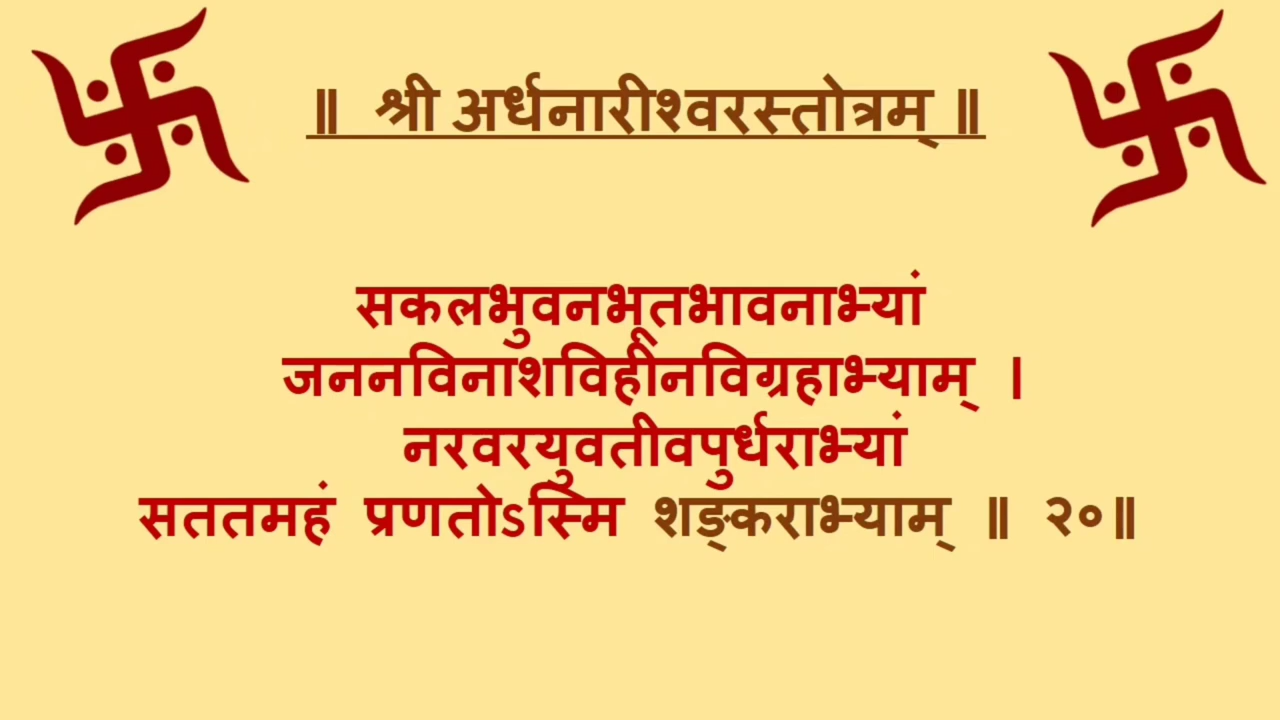 ॥ श्री अर्धनारीश्वरस्तोत्रम् ॥
सकलभुवनभूतभावनाभ्यां
जननविनाशविहीनविग्रहाभ्याम् ।
नरवरयुवतीवपुर्धराभ्यां
सततमहं प्रणतोऽस्मि शङ्कराभ्याम् ॥ २०॥